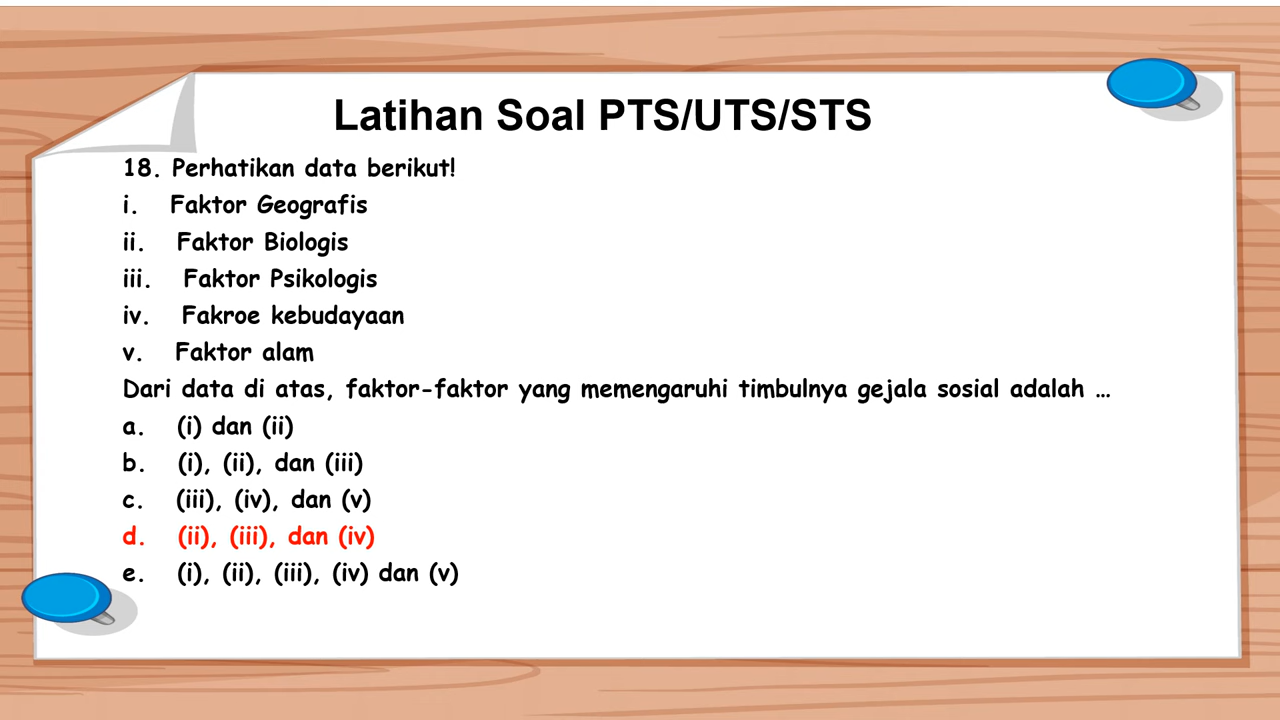 Latihan Soal PTS/UTS/STS
18. Perhatikan data berikut!
i. Faktor Geografis
ii. Faktor Biologis
iii. Faktor Psikologis
iv. Fakroe kebudayaan
v. Faktor alam
Dari data di atas, faktor-faktor yang memengaruhi timbulnya gejala sosial adalah ...
a. (i) dan (ii)
b. (i), (ii), dan (iii)
c. (iii), (iv), dan (v)
d. (ii), (iii), dan (iv)
e. (i), (ii), (iii), (iv) dan (v)